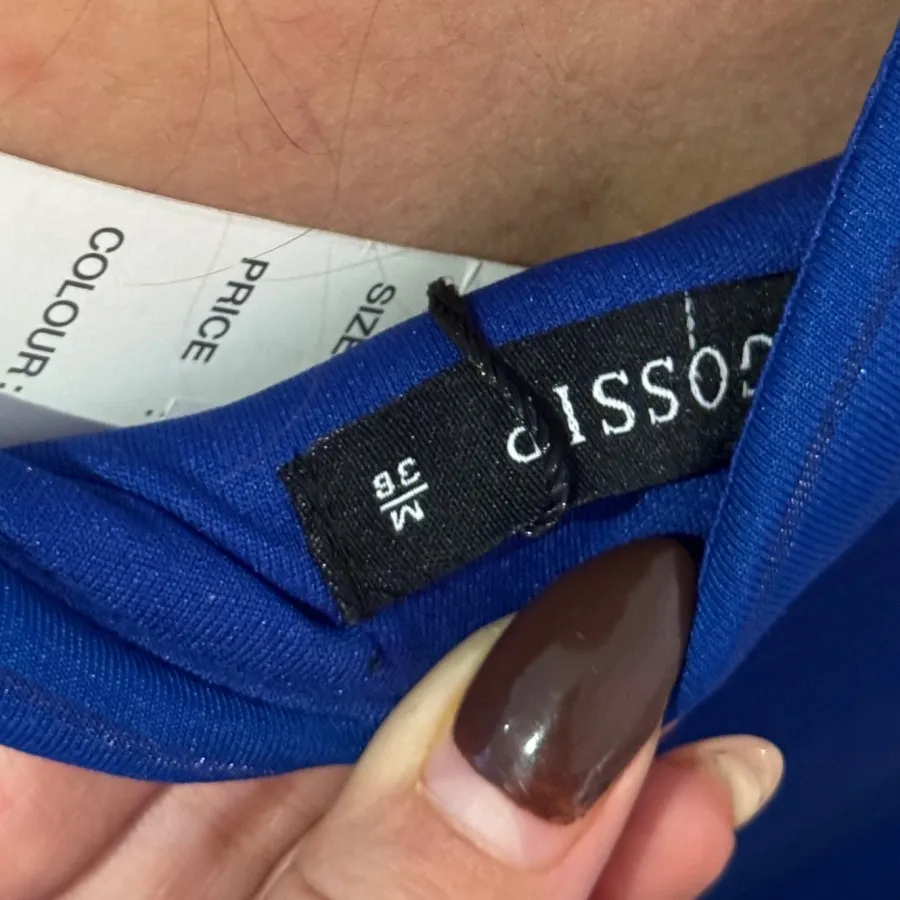 GOSSIP
M
38
SIZE
PRICE :
COLOUR :